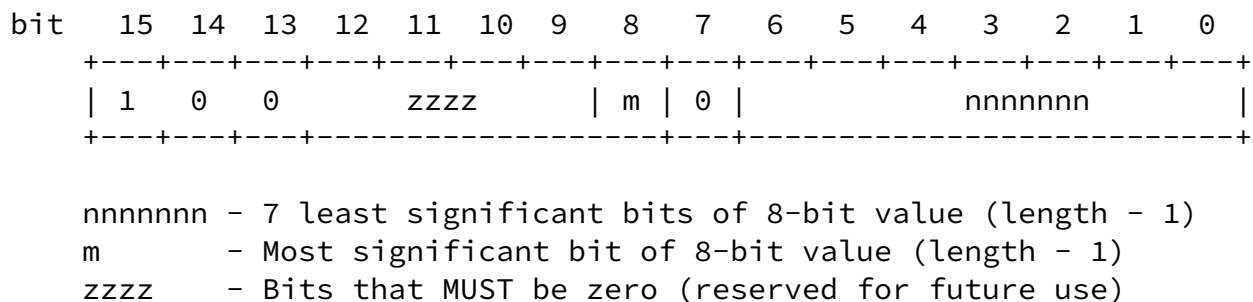 bit   15  14  13  12  11  10  9   8   7   6   5   4   3   2   1   0
    +---+---+---+---+---+---+---+---+---+---+---+---+---+---+---+---+
    | 1   0   0       zzzz      | m | 0 |            nnnnnnn        |
    +---+---+-------------------+---+---------------------------+
    nnnnnnn - 7 least significant bits of 8-bit value (length - 1)
    m       - Most significant bit of 8-bit value (length - 1)
    zzzz    - Bits that MUST be zero (reserved for future use)